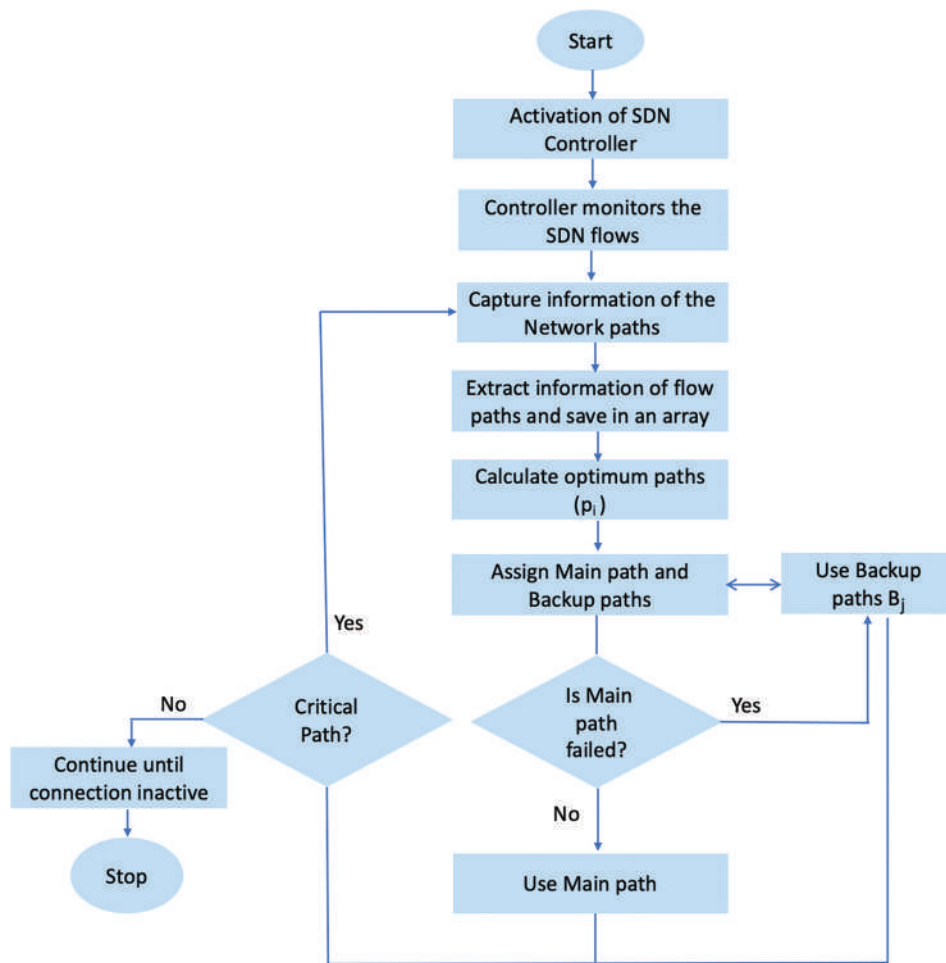 Start
Activation of SDN
Controller
Controller monitors the
SDN flows
Capture information of the
Network paths
Extract information of flow
paths and save in an array
Calculate optimum paths
(pi)
Assign Main path and
Backup paths
Use Backup
paths Bj
Yes
Critical
Path?
No
Is Main
path
failed?
Yes
Continue until
connection inactive
No
Stop
Use Main path